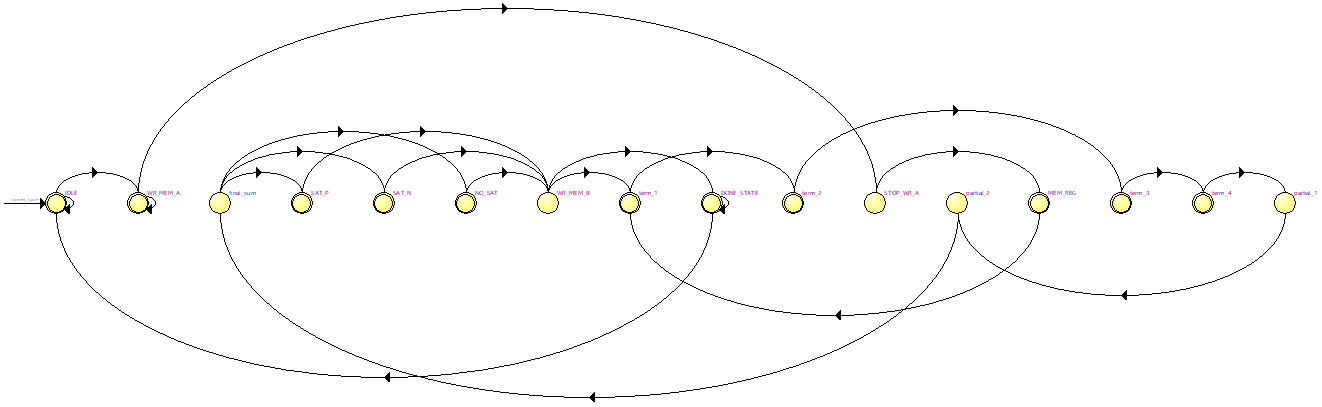 IDLE
WR_MEM_A
final_sum
SAT_P
SAT_N
NO_SAT
WR_MEM_B
term_1
DONE_STATE
term_2
STOP_WR_A
partial_2
MEM_REG
term_3
term_4
partial_1